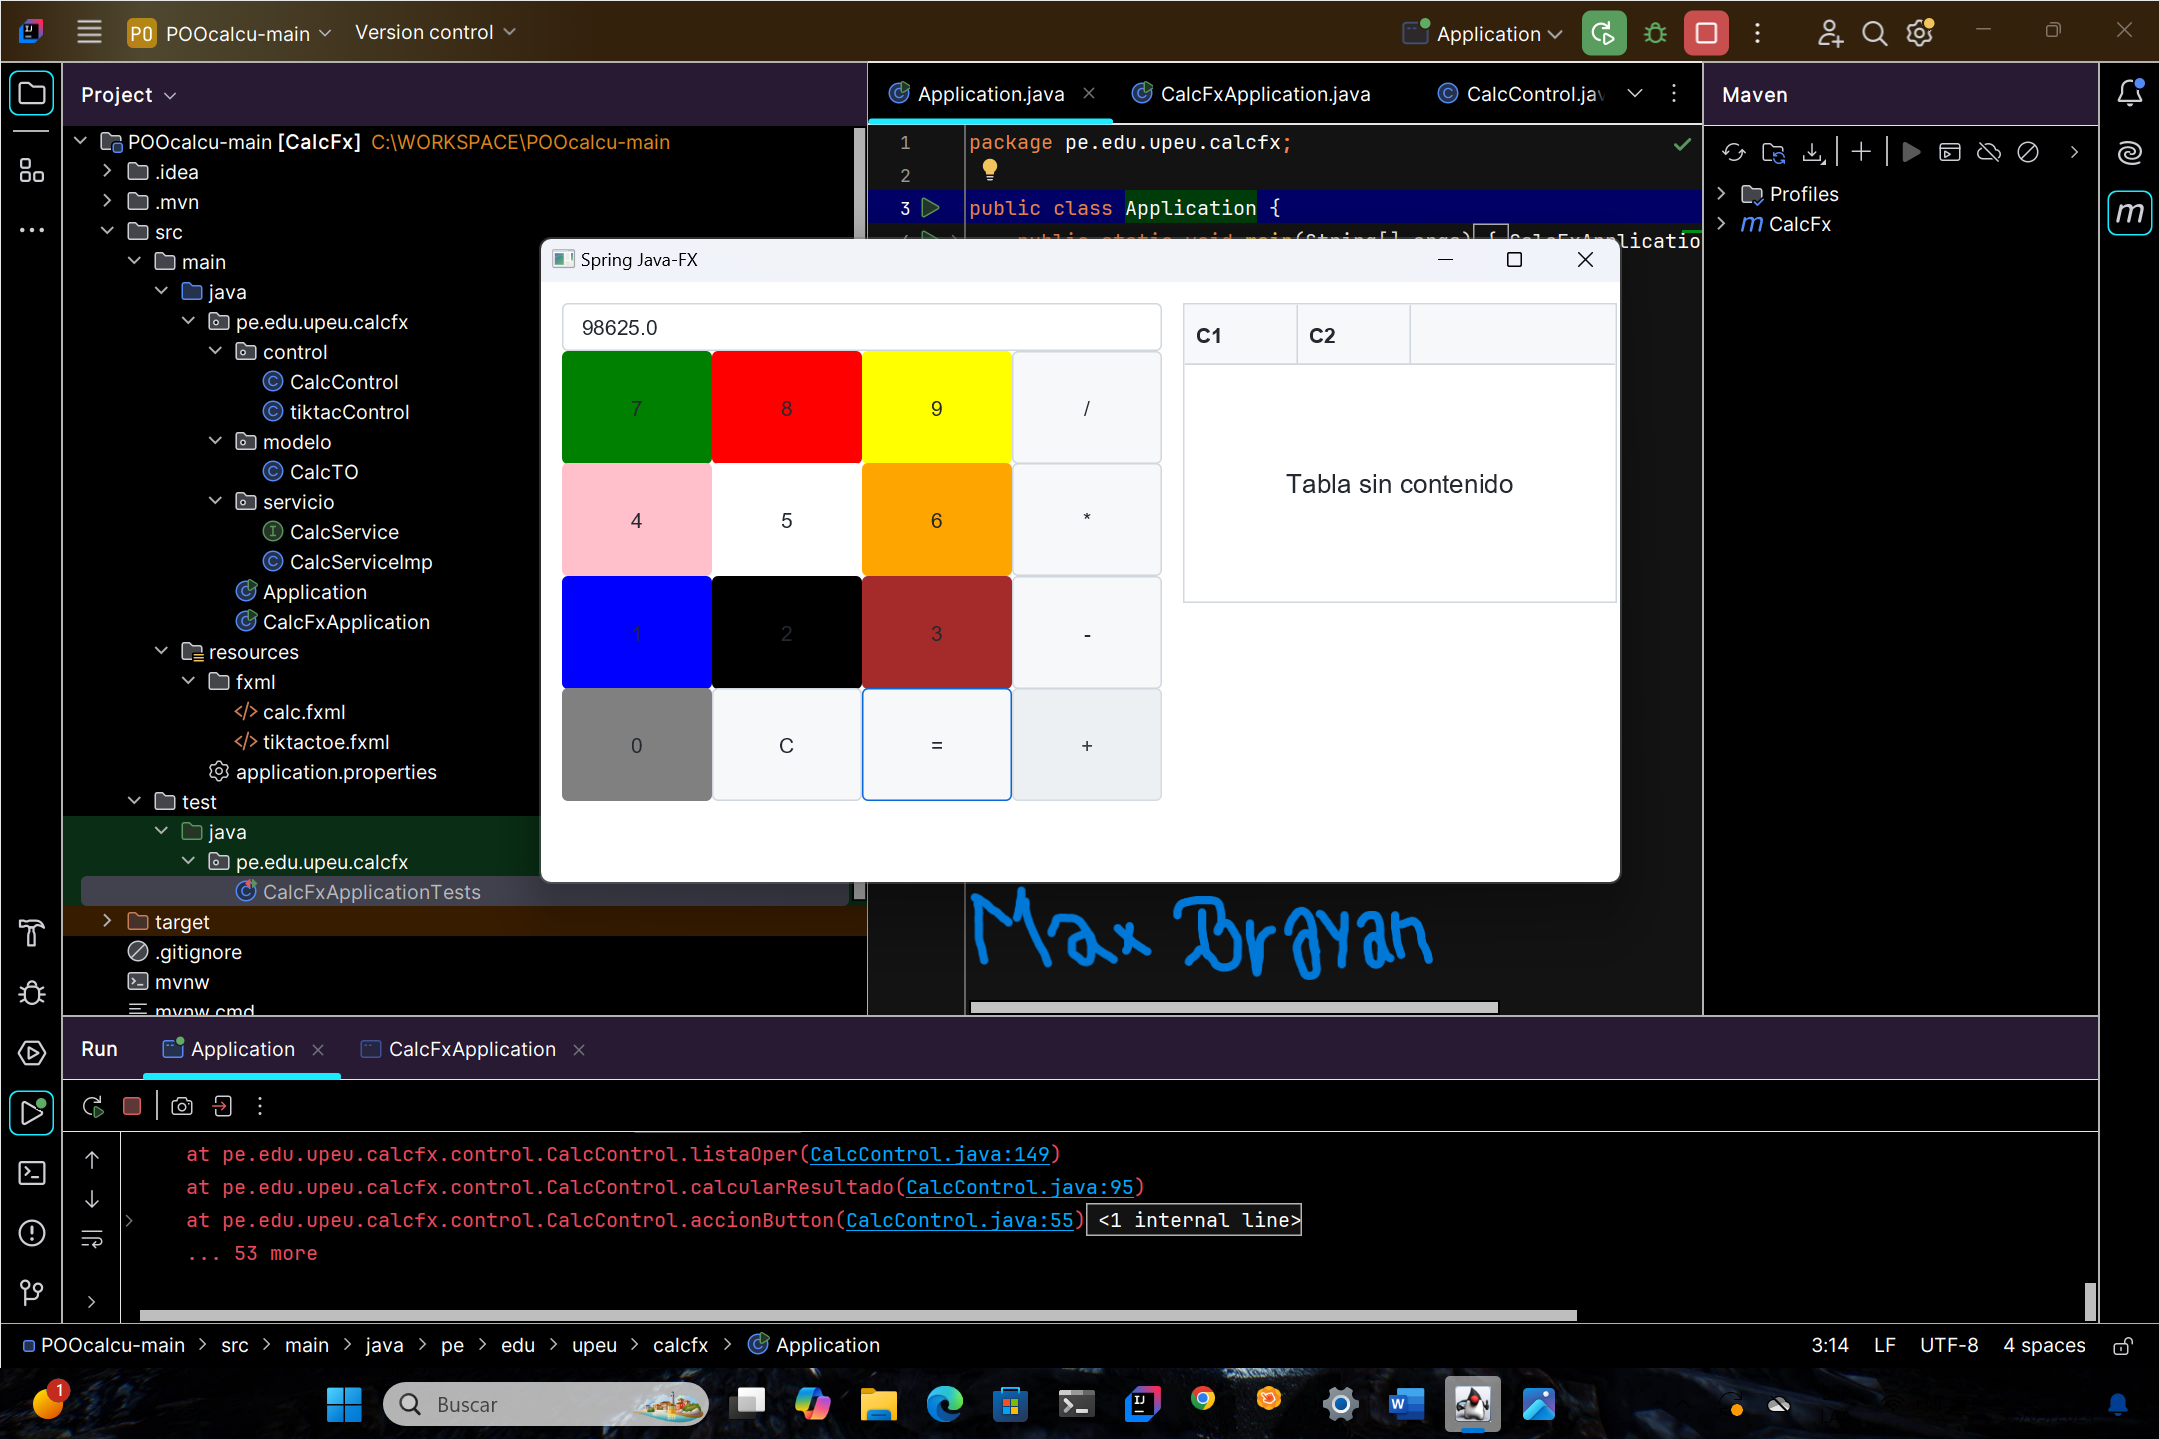 PO POOcalcu-main Version control Application
Project
POOcalcu-main [CalcFx] C:\WORKSPACE\POOcalcu-main
.idea
.mvn
src
main
java
pe.edu.upeu.calcfx
control
CalcControl
tiktacControl
modelo
CalcTO
servicio
CalcService
CalcServiceImp
Application
CalcFxApplication
resources
fxml
calc.fxml
tiktactoe.fxml
application.properties
test
java
pe.edu.upeu.calcfx
CalcFxApplicationTests
target
.gitignore
mvnw
mvnw.cmd
Application.java CalcFxApplication.java CalcControl.jav
1 package pe.edu.upeu.calcfx;
2
3 public class Application {
public static void main(String[] args) { CalcFxApplicatio
Maven
Profiles
CalcFx
Spring Java-FX
98625.0
7 8 9 /
4 5 6 *
1 2 3 -
0 C = +
C1 C2
Tabla sin contenido
Max Brayan
Run Application CalcFxApplication
at pe.edu.upeu.calcfx.control.CalcControl.listaOper(CalcControl.java:149)
at pe.edu.upeu.calcfx.control.CalcControl.calcularResultado(CalcControl.java:95)
at pe.edu.upeu.calcfx.control.CalcControl.accionButton(CalcControl.java:55) <1 internal line>
... 53 more
POOcalcu-main > src > main > java > pe > edu > upeu > calcfx > Application 3:14 LF UTF-8 4 spaces
1 Buscar